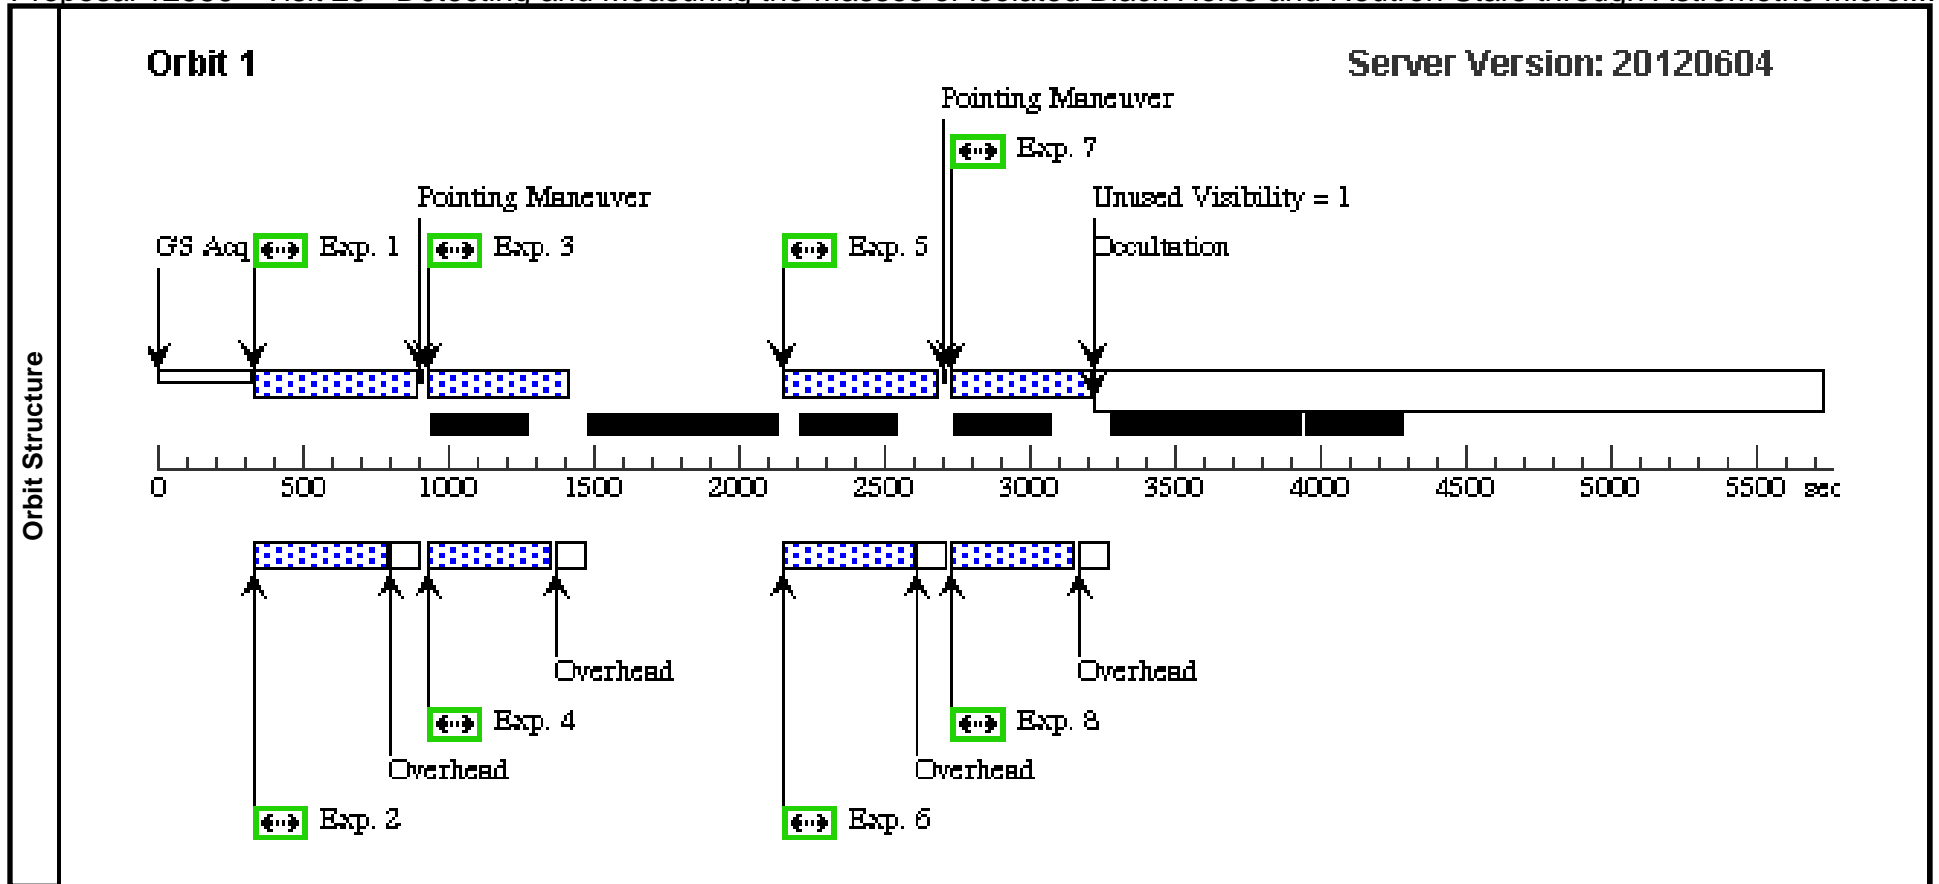 Orbit 1
Server Version: 20120604
Pointing Maneuver
Exp. 7
Pointing Maneuver
Unused Visibility = 1
GS Acq
Exp. 1
Exp. 3
Exp. 5
Occultation
Orbit Structure
0 500 1000 1500 2000 2500 3000 3500 4000 4500 5000 5500 sec
Overhead
Overhead
Exp. 4
Exp. 8
Overhead
Overhead
Exp. 2
Exp. 6